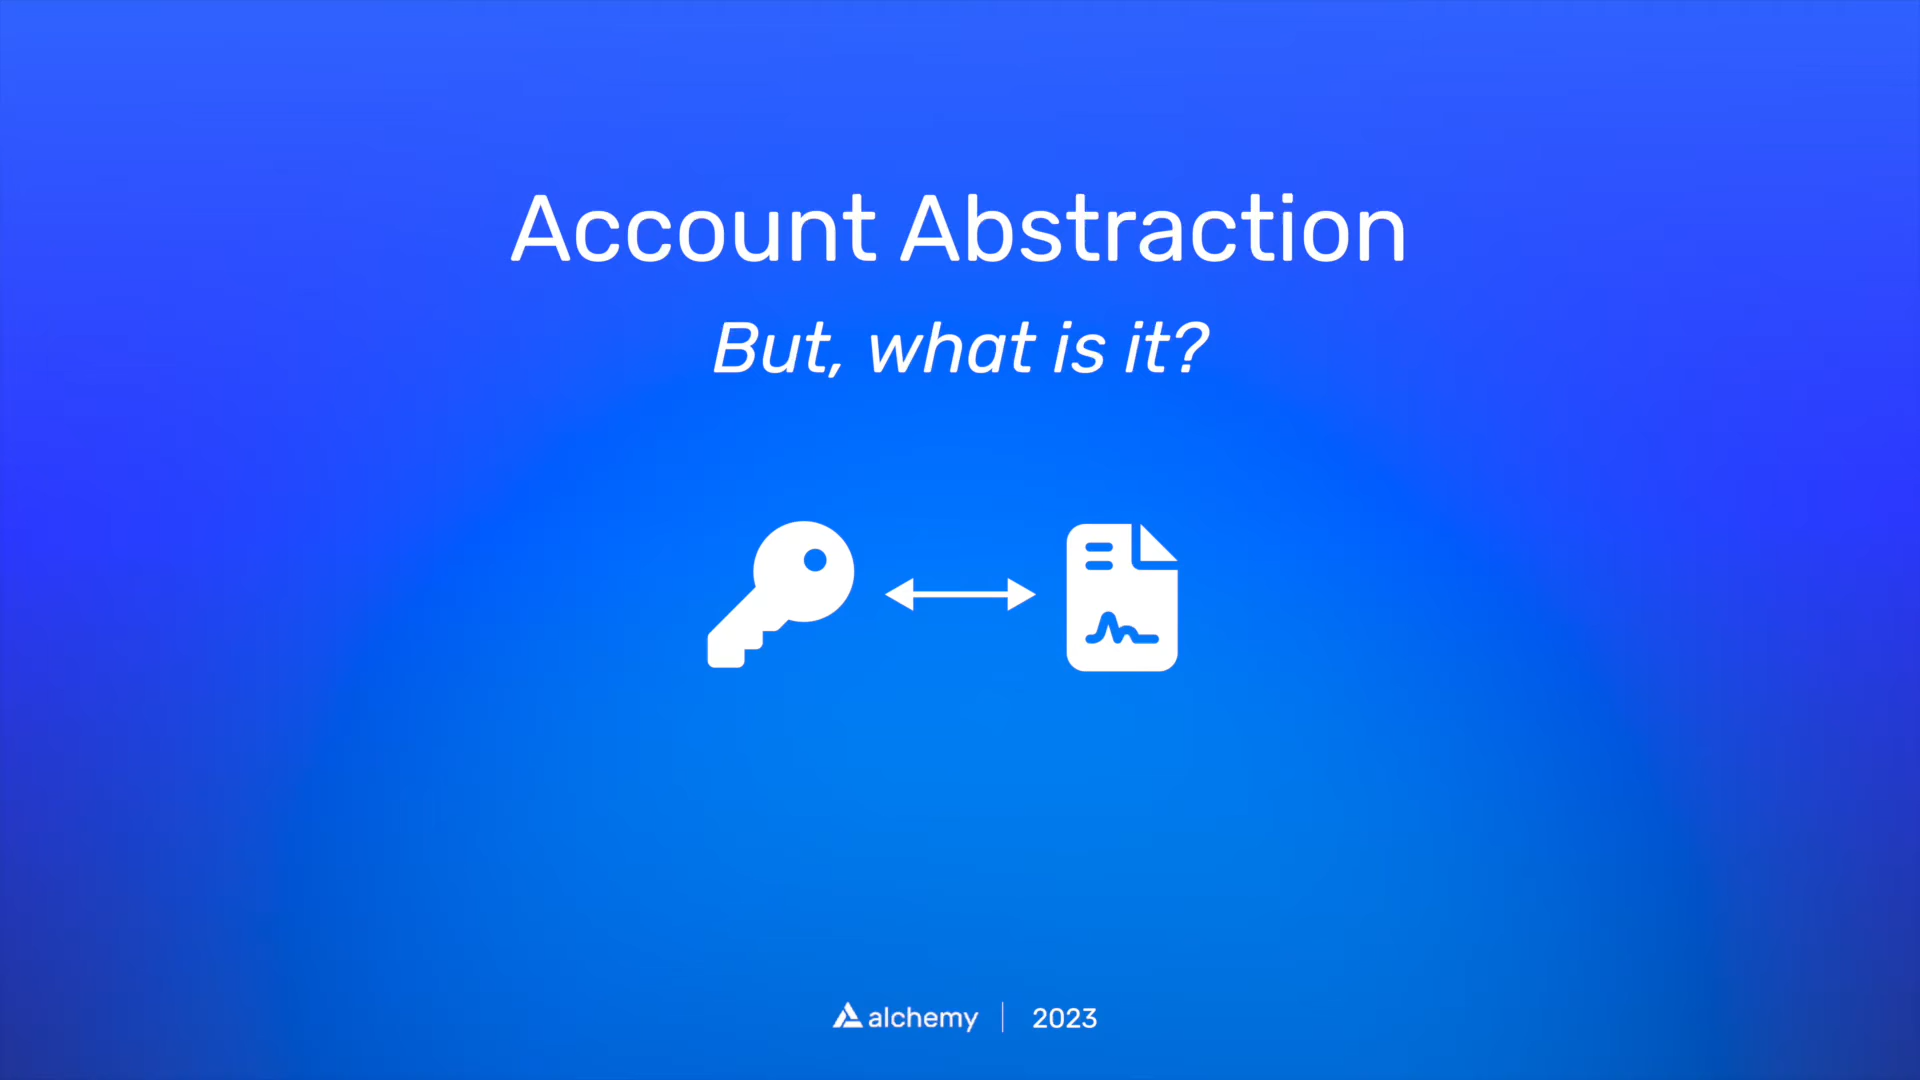 Account Abstraction
But, what is it?
alchemy | 2023